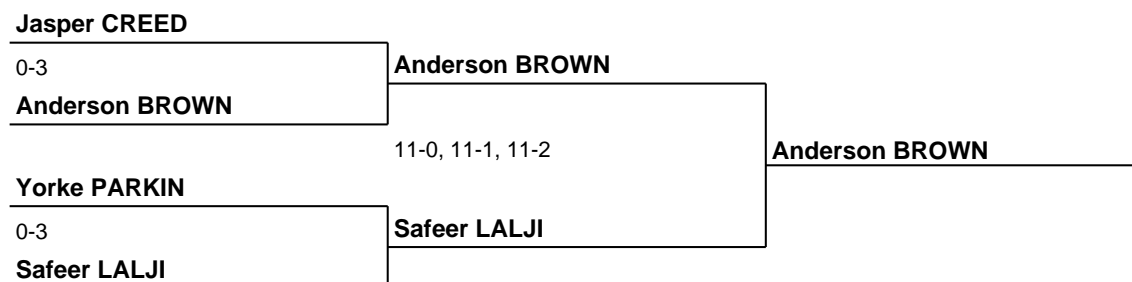 Jasper CREED
0-3
Anderson BROWN
Anderson BROWN
11-0, 11-1, 11-2
Anderson BROWN
Yorke PARKIN
0-3
Safeer LALJI
Safeer LALJI